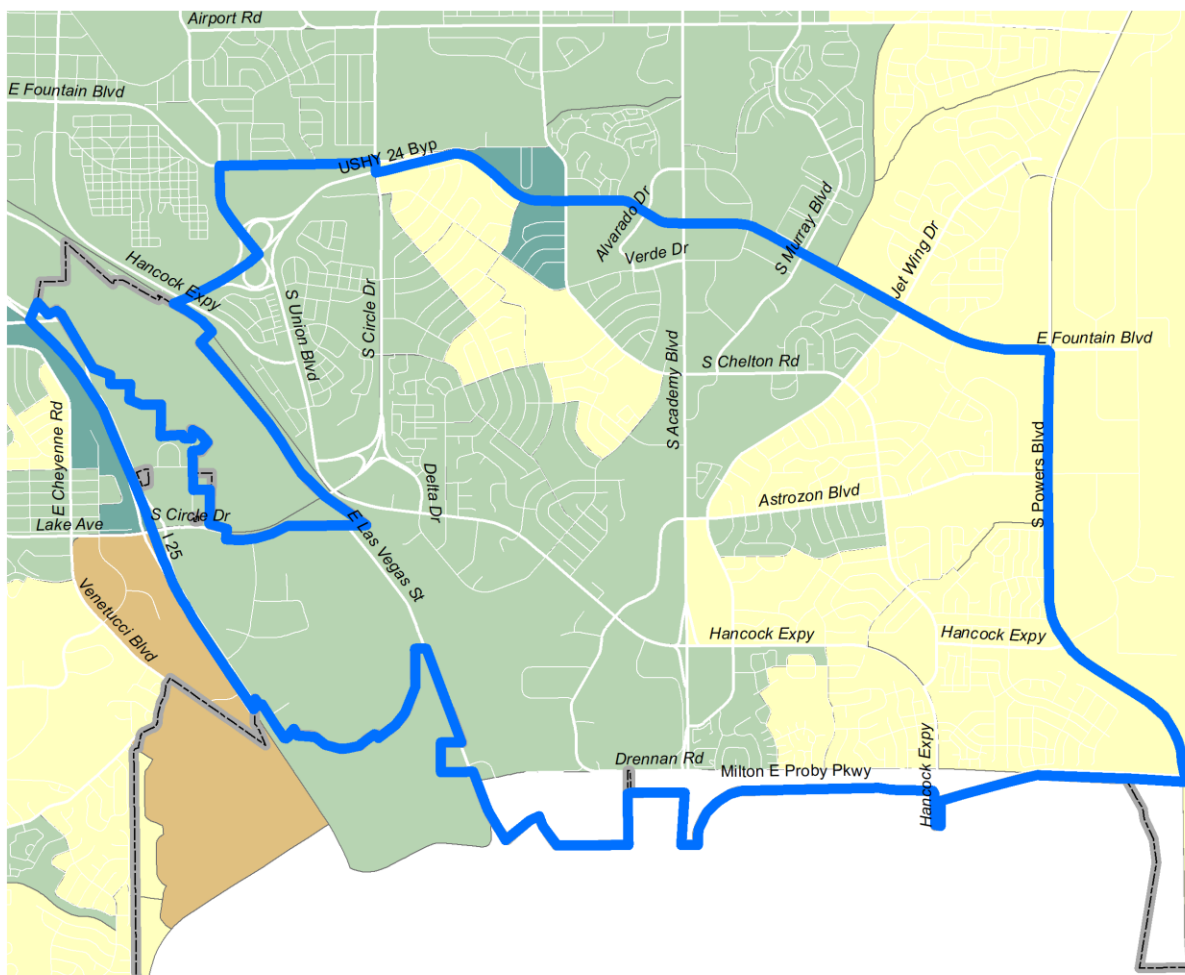 Airport Rd
E Fountain Blvd
USHY 24 Byp
Alvarado Dr
S Murray Blvd
Verde Dr
Hancock Expy
Jet Wing Dr
S Union Blvd
S Circle Dr
E Fountain Blvd
S Chelton Rd
S Academy Blvd
E Cheyenne Rd
S Powers Blvd
Delta Dr
Astrozon Blvd
Lake Ave
S Circle Dr
I 25
E Las Vegas St
Venetucci Blvd
Hancock Expy
Hancock Expy
Drennan Rd
Milton E Proby Pkwy
Hancock Expy